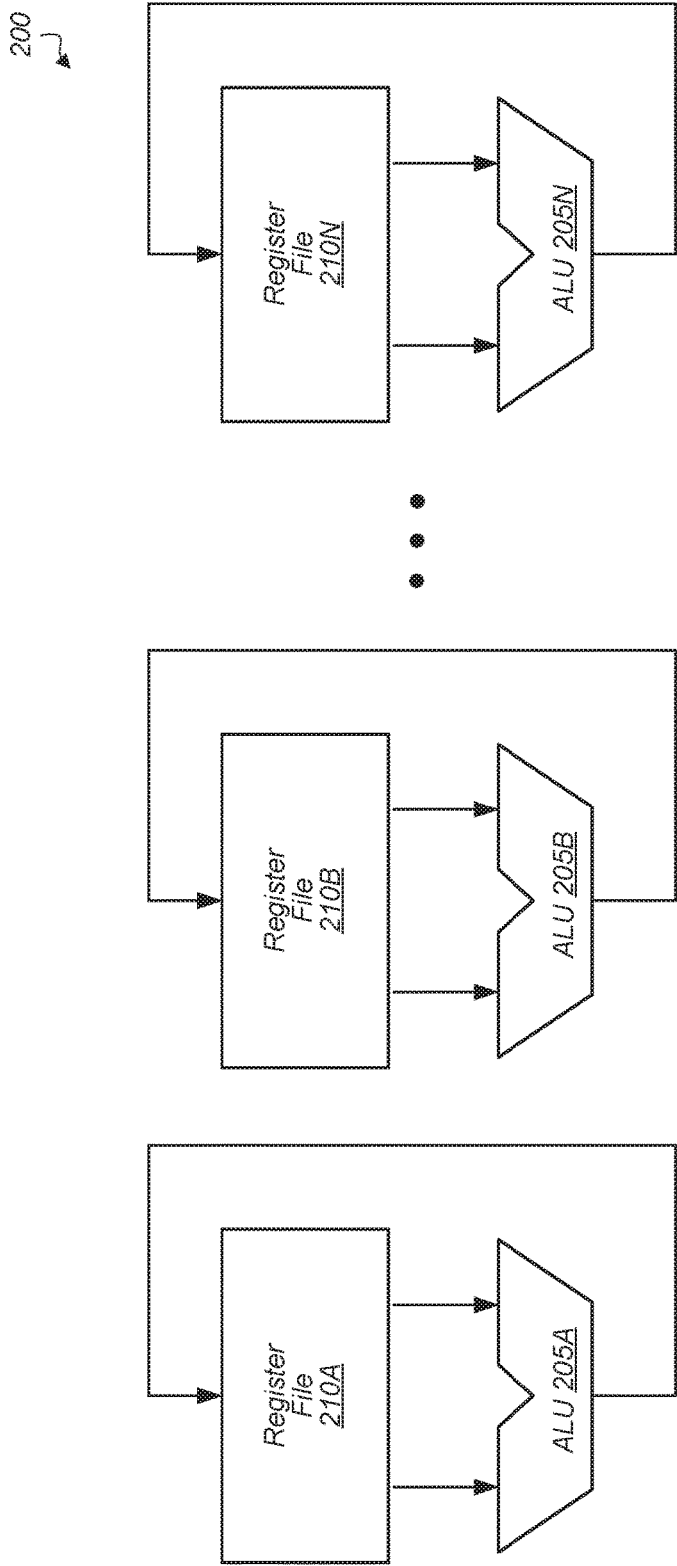 200
Register
File
210A
ALU 205A
Register
File
210B
ALU 205B
Register
File
210N
ALU 205N